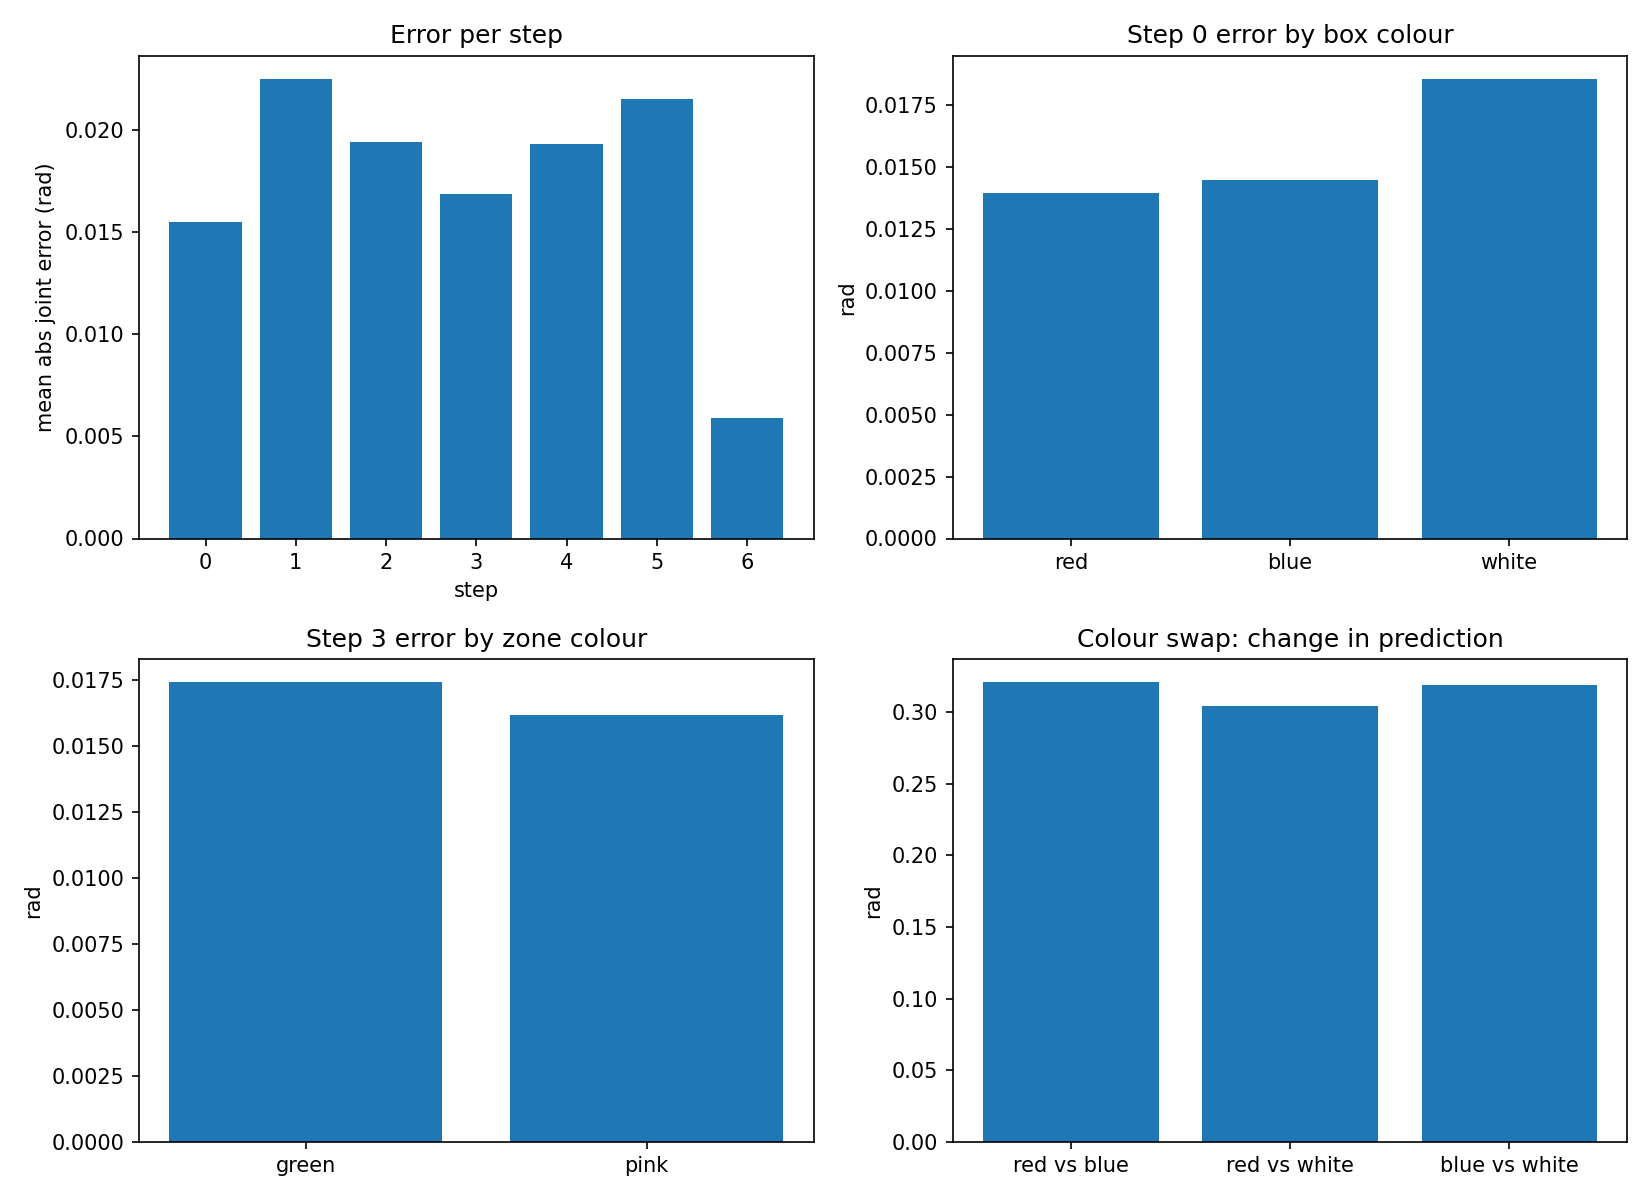 Error per step
mean abs joint error (rad)
0.020
0.015
0.010
0.005
0.000
0 1 2 3 4 5 6
step
Step 0 error by box colour
rad
0.0175
0.0150
0.0125
0.0100
0.0075
0.0050
0.0025
0.0000
red blue white
Step 3 error by zone colour
rad
0.0175
0.0150
0.0125
0.0100
0.0075
0.0050
0.0025
0.0000
green pink
Colour swap: change in prediction
rad
0.30
0.25
0.20
0.15
0.10
0.05
0.00
red vs blue red vs white blue vs white